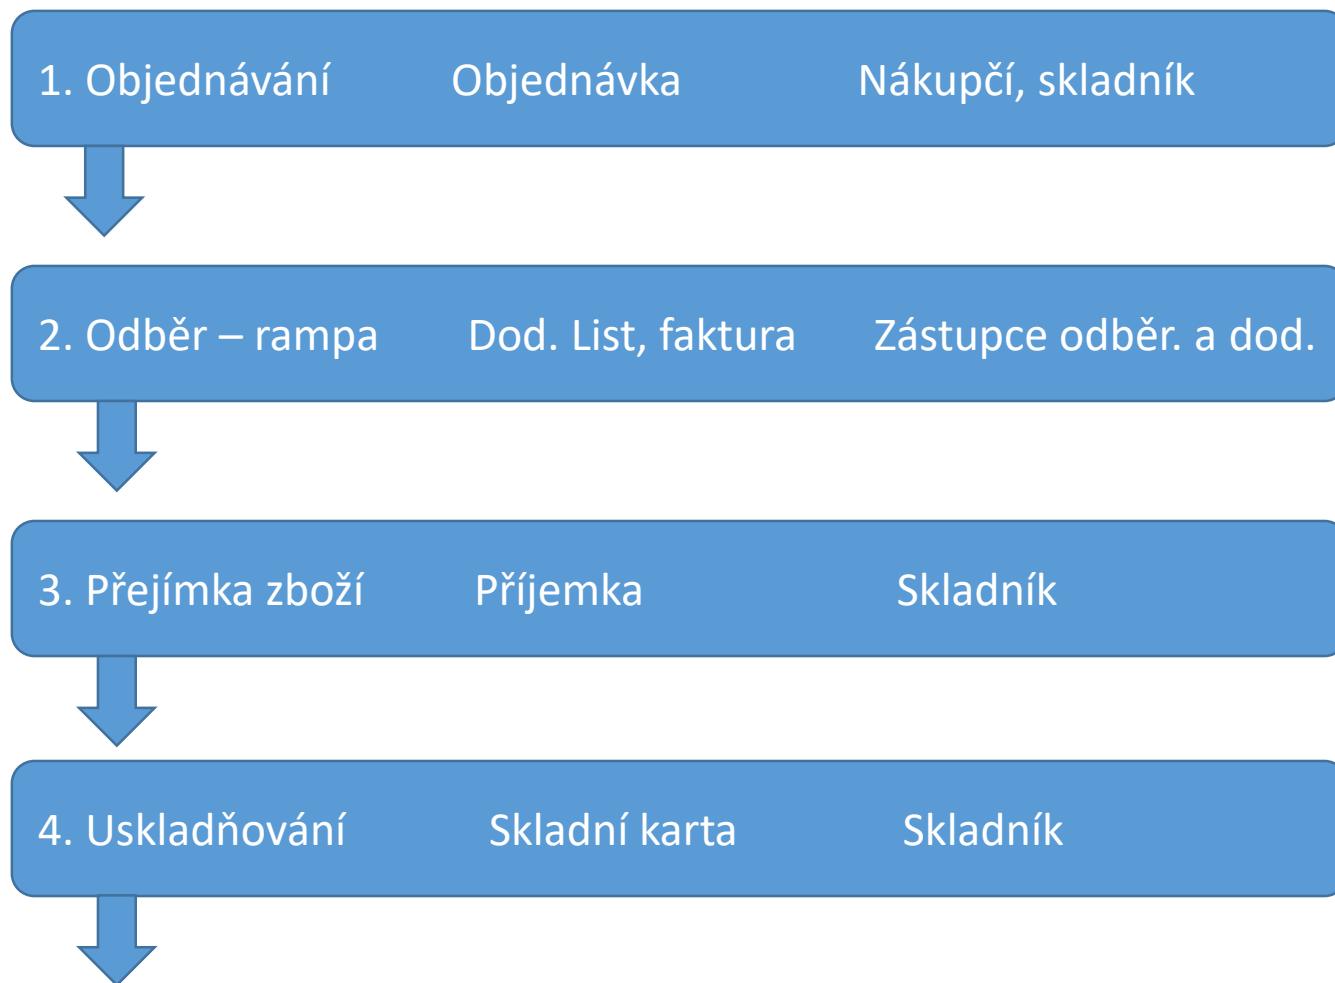 1. Objednávání Objednávka Nákupčí, skladník
2. Odběr – rampa Dod. List, faktura Zástupce odběr. a dod.
3. Přejímka zboží Příjemka Skladník
4. Uskladňování Skladní karta Skladník